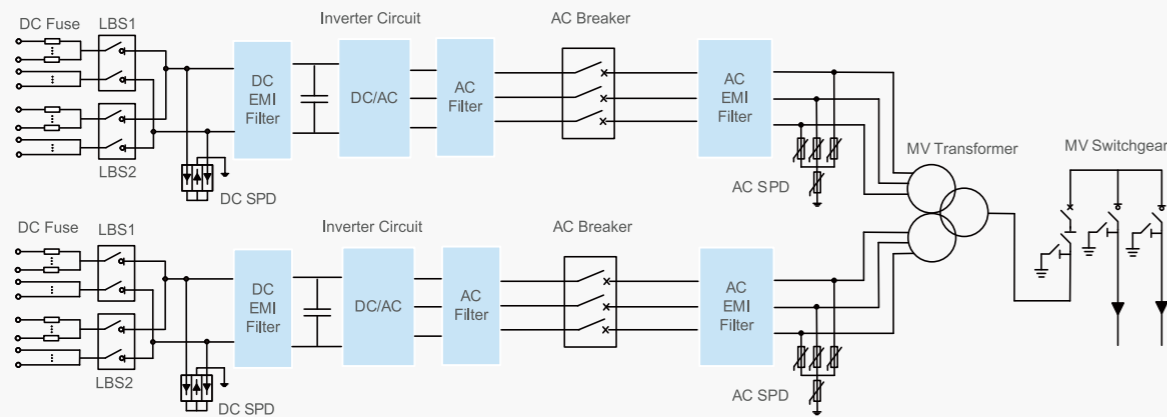 DC Fuse
LBS1
Inverter Circuit
AC Breaker
DC
EMI
Filter
DC/AC
AC
Filter
AC
EMI
Filter
LBS2
DC SPD
AC SPD
MV Transformer
MV Switchgear
DC Fuse
LBS1
Inverter Circuit
AC Breaker
DC
EMI
Filter
DC/AC
AC
Filter
AC
EMI
Filter
LBS2
DC SPD
AC SPD